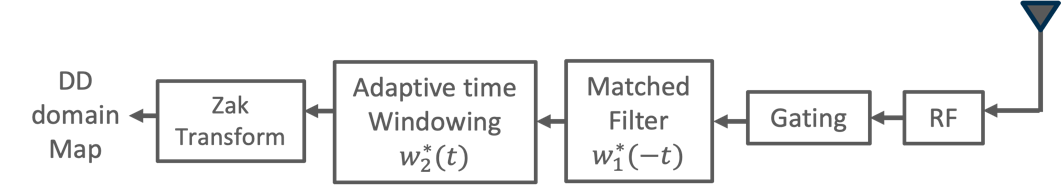 DD
domain
Map
Zak
Transform
Adaptive time
Windowing
w₂*(t)
Matched
Filter
w₁*(−t)
Gating
RF